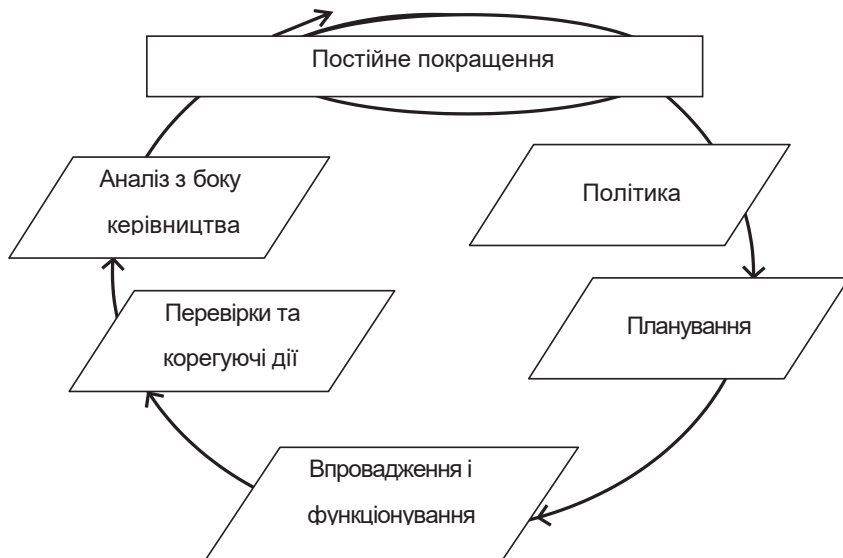 Постійне покращення
Політика
Планування
Впровадження і
функціонування
Перевірки та
корегуючі дії
Аналіз з боку
керівництва